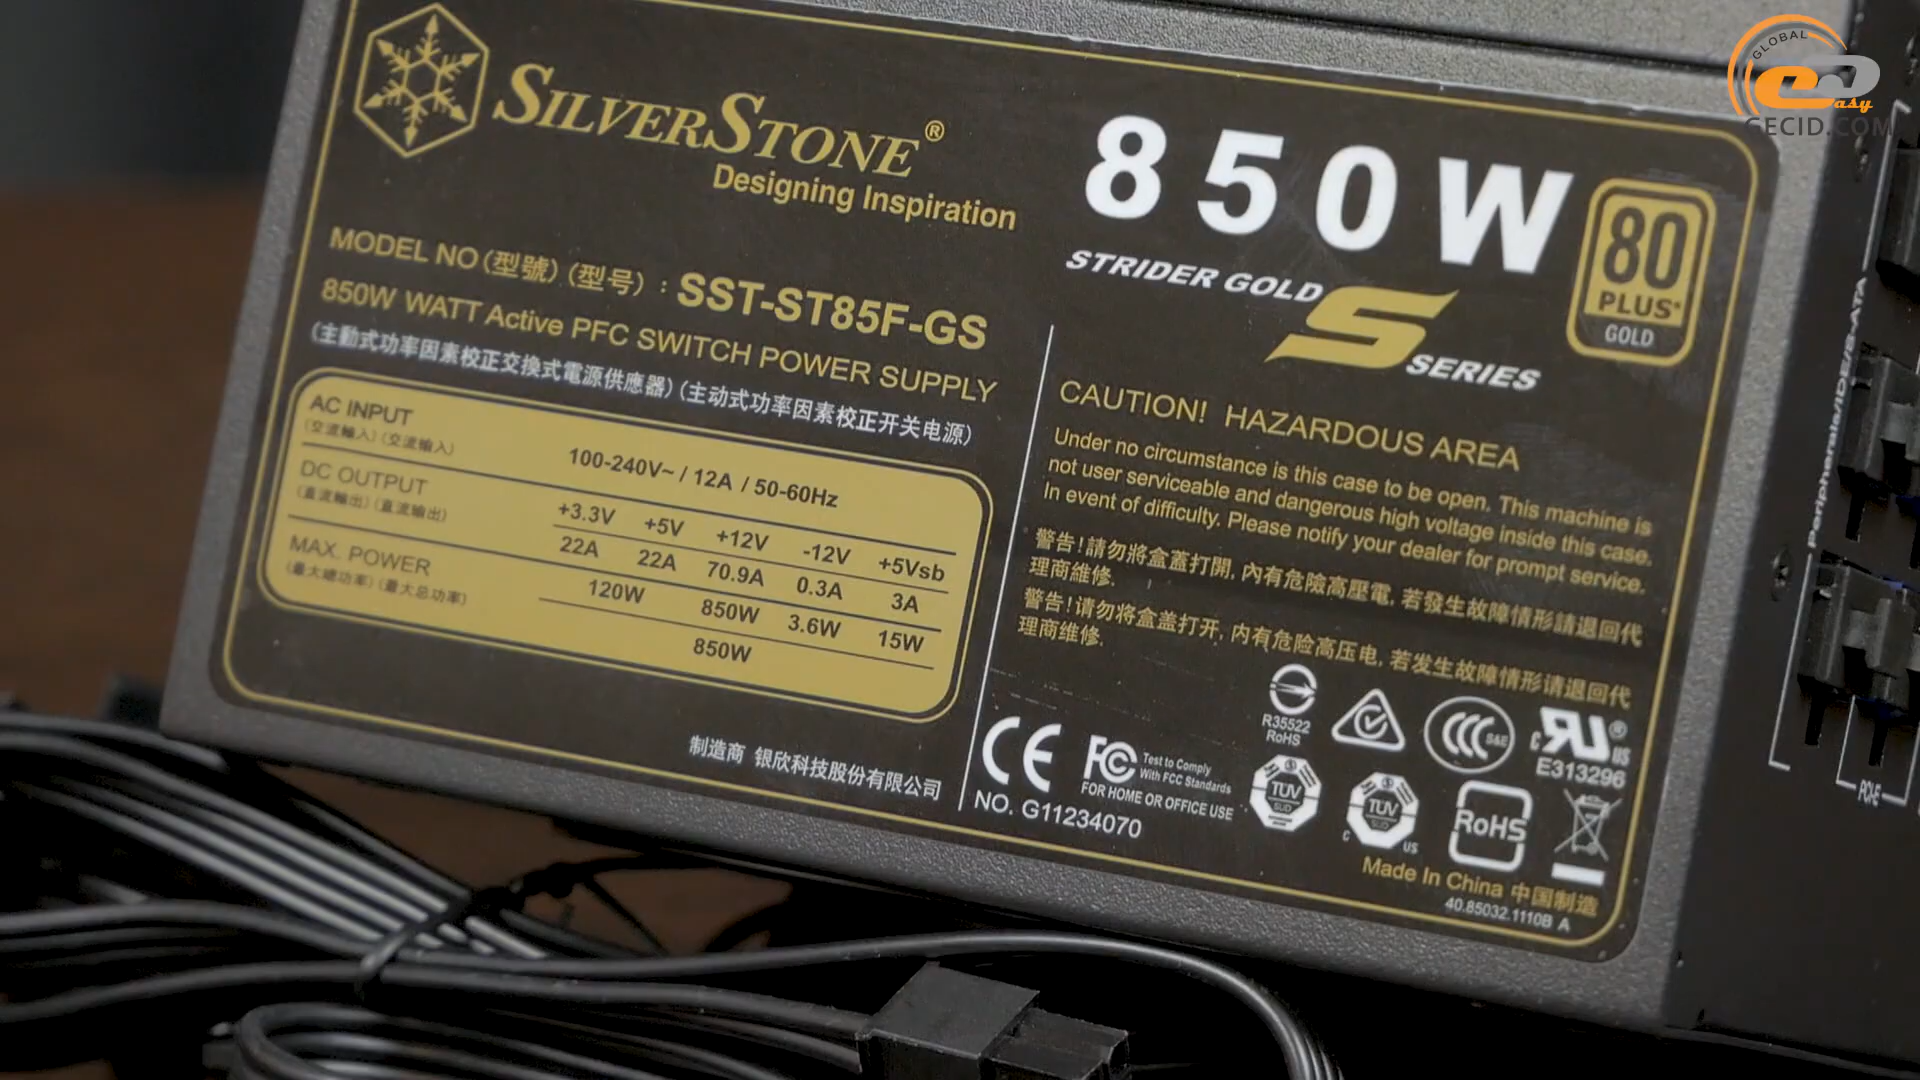 SILVERSTONE®
Designing Inspiration
MODEL NO (型號) (型号) : SST-ST85F-GS
850W WATT Active PFC SWITCH POWER SUPPLY
(主動式功率因素校正交換式電源供應器) (主动式功率因素校正开关电源)
AC INPUT
(交流輸入) (交流输入)
100-240V~ / 12A / 50-60Hz
DC OUTPUT
(直流輸出) (直流输出)
+3.3V +5V +12V -12V +5Vsb
22A 22A 70.9A 0.3A 3A
MAX. POWER
(最大總功率) (最大总功率)
120W 850W 3.6W 15W
850W
制造商 银欣科技股份有限公司
850W
STRIDER GOLD S SERIES
80
PLUS®
GOLD
CAUTION! HAZARDOUS AREA
Under no circumstance is this case to be open. This machine is
not user serviceable and dangerous high voltage inside this case.
In event of difficulty. Please notify your dealer for prompt service.
警告!請勿將盒蓋打開, 內有危險高壓電, 若發生故障情形請退回代
理商維修.
警告!请勿将盒盖打开, 内有危险高压电, 若发生故障情形请退回代
理商维修.
R35522
RoHS
S&E
c RU® US
E313296
CE
FC Test to Comply
With FCC Standards
FOR HOME OR OFFICE USE
NO. G11234070
TUV
SUD
TUV
SUD
C US
RoHS
Made In China 中国制造
40.85032.1110B A
Peripherals/IDE/S-ATA
PCI-E
GLOBAL
easy
GECID.COM